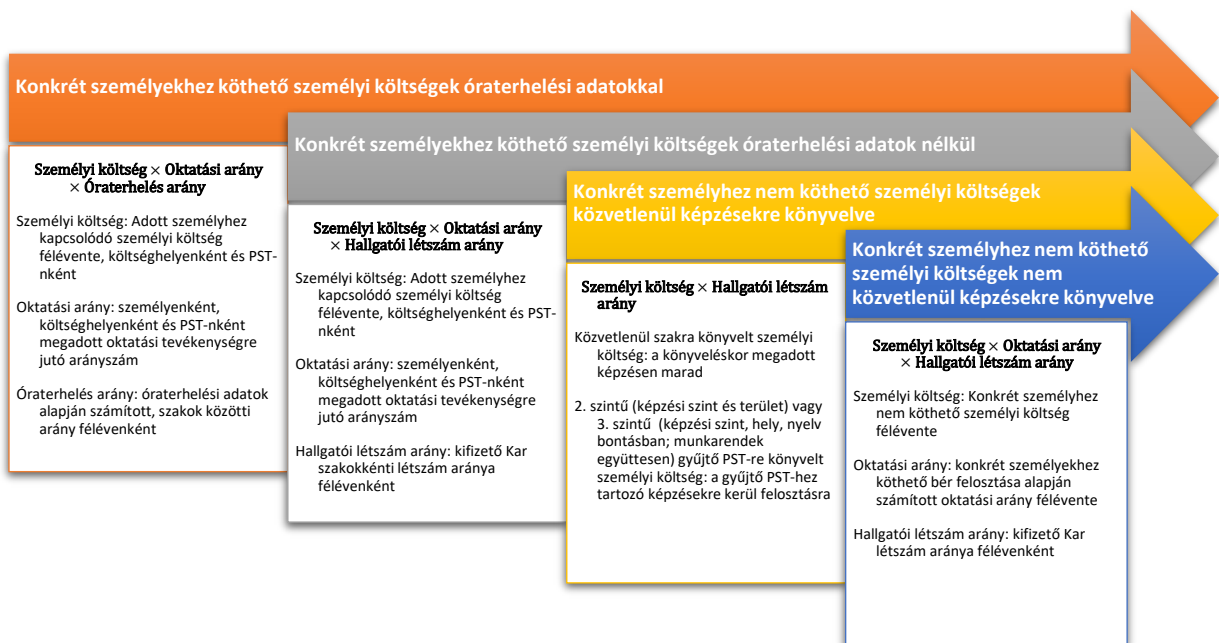 Konkrét személyekhez köthető személyi költségek óraterhelési adatokkal
Személyi költség × Oktatási arány
× Óraterhelés arány
Személyi költség: Adott személyhez
kapcsolódó személyi költség
félévente, költséghelyenként és PST-
nként
Oktatási arány: személyenként,
költséghelyenként és PST-nként
megadott oktatási tevékenységre
jutó arányszám
Óraterhelés arány: óraterhelési adatok
alapján számított, szakok közötti
arány félévenként
Konkrét személyekhez köthető személyi költségek óraterhelési adatok nélkül
Személyi költség × Oktatási arány
× Hallgatói létszám arány
Személyi költség: Adott személyhez
kapcsolódó személyi költség
félévente, költséghelyenként és PST-
nként
Oktatási arány: személyenként,
költséghelyenként és PST-nként
megadott oktatási tevékenységre
jutó arányszám
Hallgatói létszám arány: kifizető Kar
szakokkénti létszám aránya
félévenként
Konkrét személyhez nem köthető személyi költségek
közvetlenül képzésekre könyvelve
Személyi költség × Hallgatói létszám
arány
Közvetlenül szakra könyvelt személyi
költség: a könyveléskor megadott
képzésen marad
2. szintű (képzési szint és terület) vagy
3. szintű (képzési szint, hely, nyelv
bontásban; munkarendek
együttesen) gyűjtő PST-re könyvelt
személyi költség: a gyűjtő PST-hez
tartozó képzésekre kerül felosztásra
Konkrét személyhez nem köthető
személyi költségek nem
közvetlenül képzésekre könyvelve
Személyi költség × Oktatási arány
× Hallgatói létszám arány
Személyi költség: Konkrét személyhez
nem köthető személyi költség
félévente
Oktatási arány: konkrét személyekhez
köthető bér felosztása alapján
számított oktatási arány félévente
Hallgatói létszám arány: kifizető Kar
létszám aránya félévenként